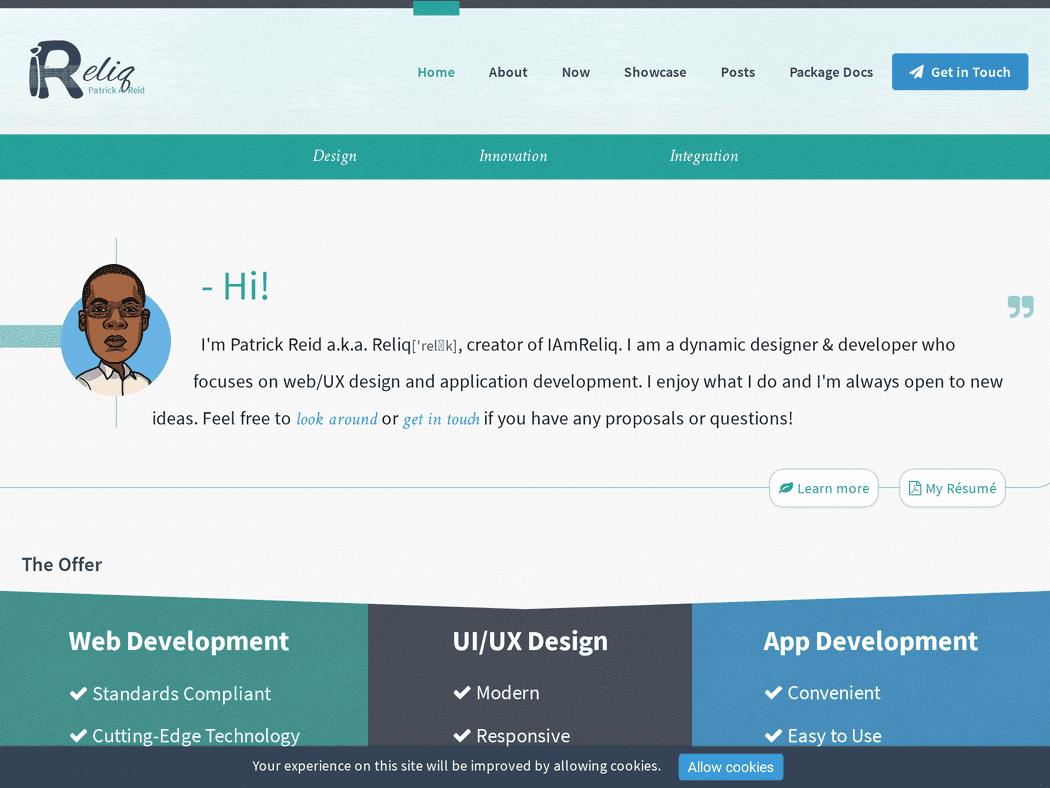 iReliq
Patrick A. Reid
Home
About
Now
Showcase
Posts
Package Docs
Get in Touch
Design
Innovation
Integration
- Hi!
I'm Patrick Reid a.k.a. Reliq['rel k], creator of IAmReliq. I am a dynamic designer & developer who
focuses on web/UX design and application development. I enjoy what I do and I'm always open to new
ideas. Feel free to look around or get in touch if you have any proposals or questions!
Learn more
My Résumé
The Offer
Web Development
Standards Compliant
Cutting-Edge Technology
UI/UX Design
Modern
Responsive
App Development
Convenient
Easy to Use
Your experience on this site will be improved by allowing cookies.
Allow cookies